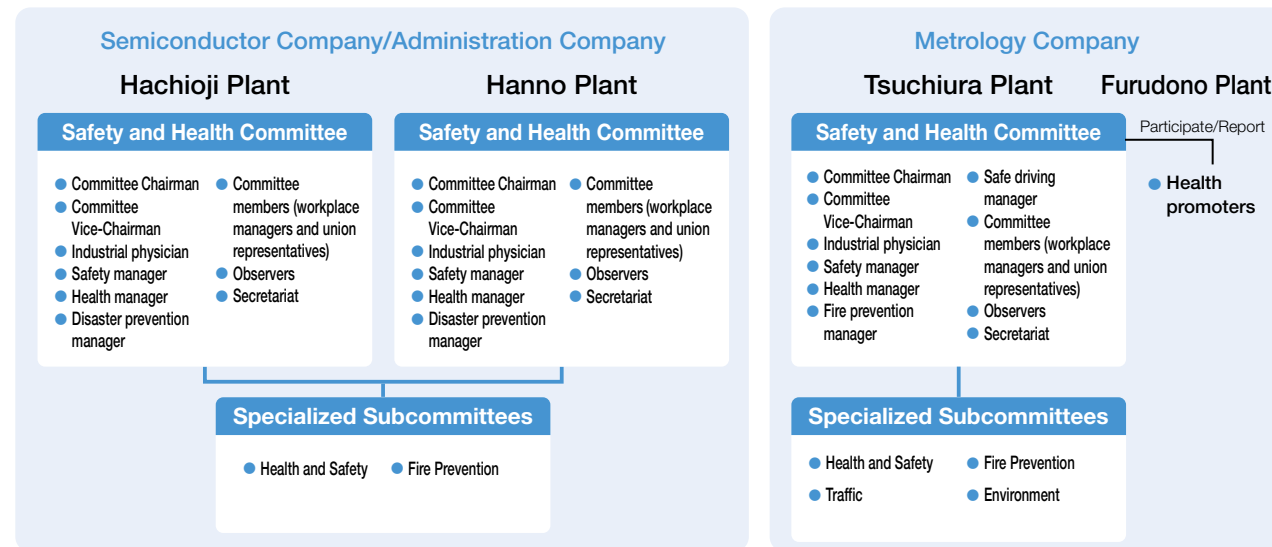 Semiconductor Company/Administration Company
Hachioji Plant
Safety and Health Committee
Committee Chairman
Committee
Vice-Chairman
Industrial physician
Safety manager
Health manager
Disaster prevention
manager
Committee
members (workplace
managers and union
representatives)
Observers
Secretariat
Hanno Plant
Safety and Health Committee
Committee Chairman
Committee
Vice-Chairman
Industrial physician
Safety manager
Health manager
Disaster prevention
manager
Committee
members (workplace
managers and union
representatives)
Observers
Secretariat
Specialized Subcommittees
Health and Safety
Fire Prevention
Metrology Company
Tsuchiura Plant
Safety and Health Committee
Committee Chairman
Committee
Vice-Chairman
Industrial physician
Safety manager
Health manager
Fire prevention
manager
Safe driving
manager
Committee
members (workplace
managers and union
representatives)
Observers
Secretariat
Furudono Plant
Participate/Report
Health
promoters
Specialized Subcommittees
Health and Safety
Fire Prevention
Traffic
Environment